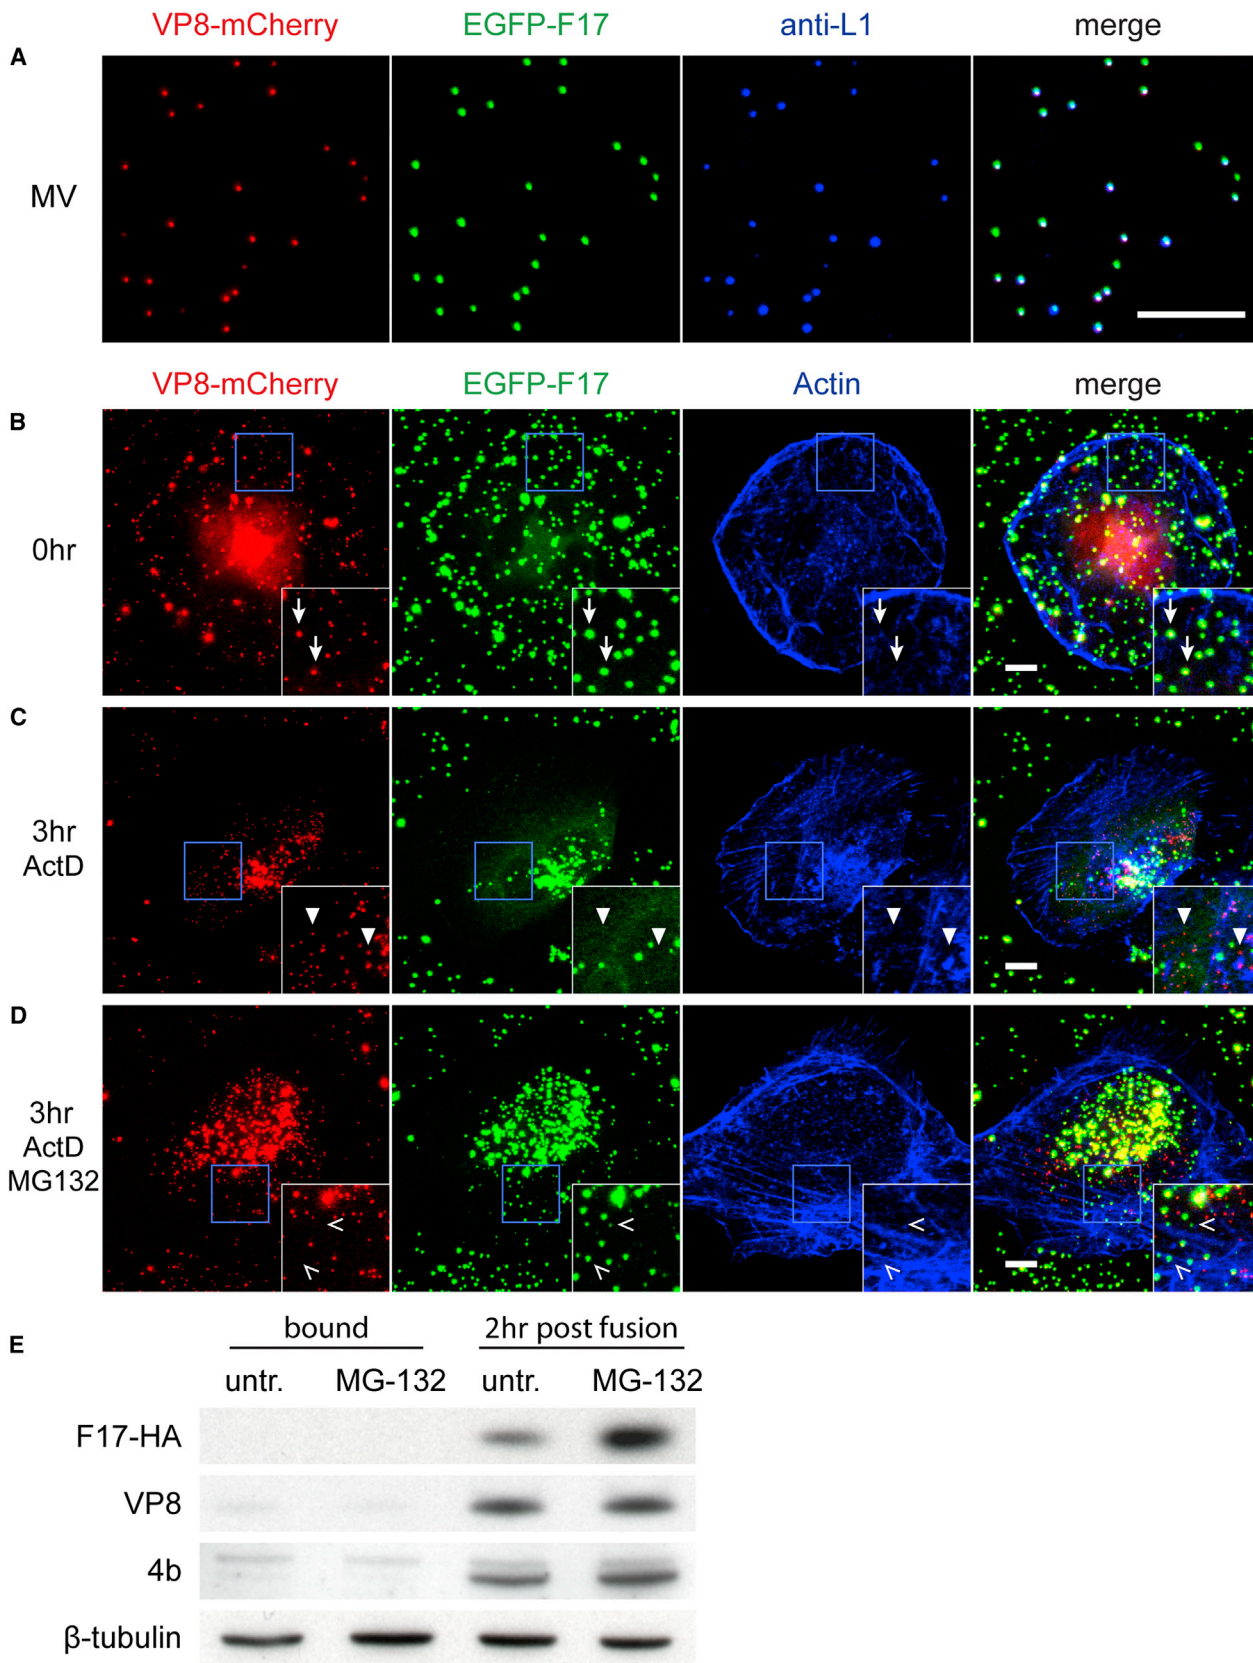 VP8-mCherry EGFP-F17 anti-L1 merge
A
MV
VP8-mCherry EGFP-F17 Actin merge
B
0hr
C
3hr
ActD
D
3hr
ActD
MG132
E
bound 2hr post fusion
untr. MG-132 untr. MG-132
F17-HA
VP8
4b
β-tubulin